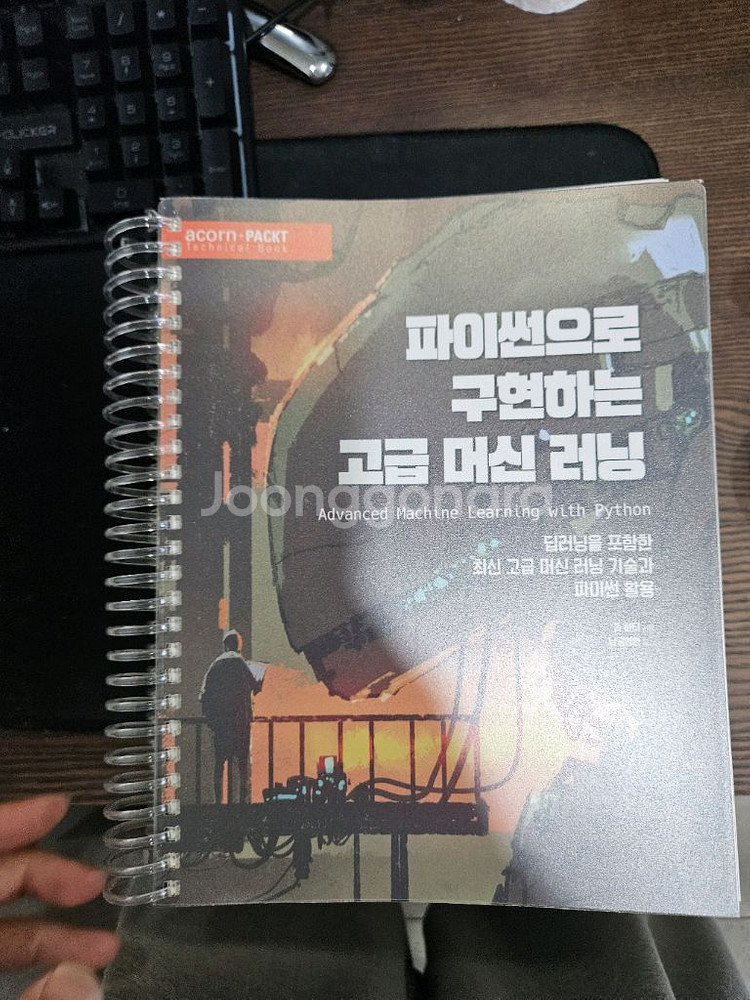 acorn·PACKT
Technical Book
파이썬으로
구현하는
고급 머신 러닝
Joonggonara
Advanced Machine Learning with Python
딥러닝을 포함한
최신 고급 머신 러닝 기술과
파이썬 활용